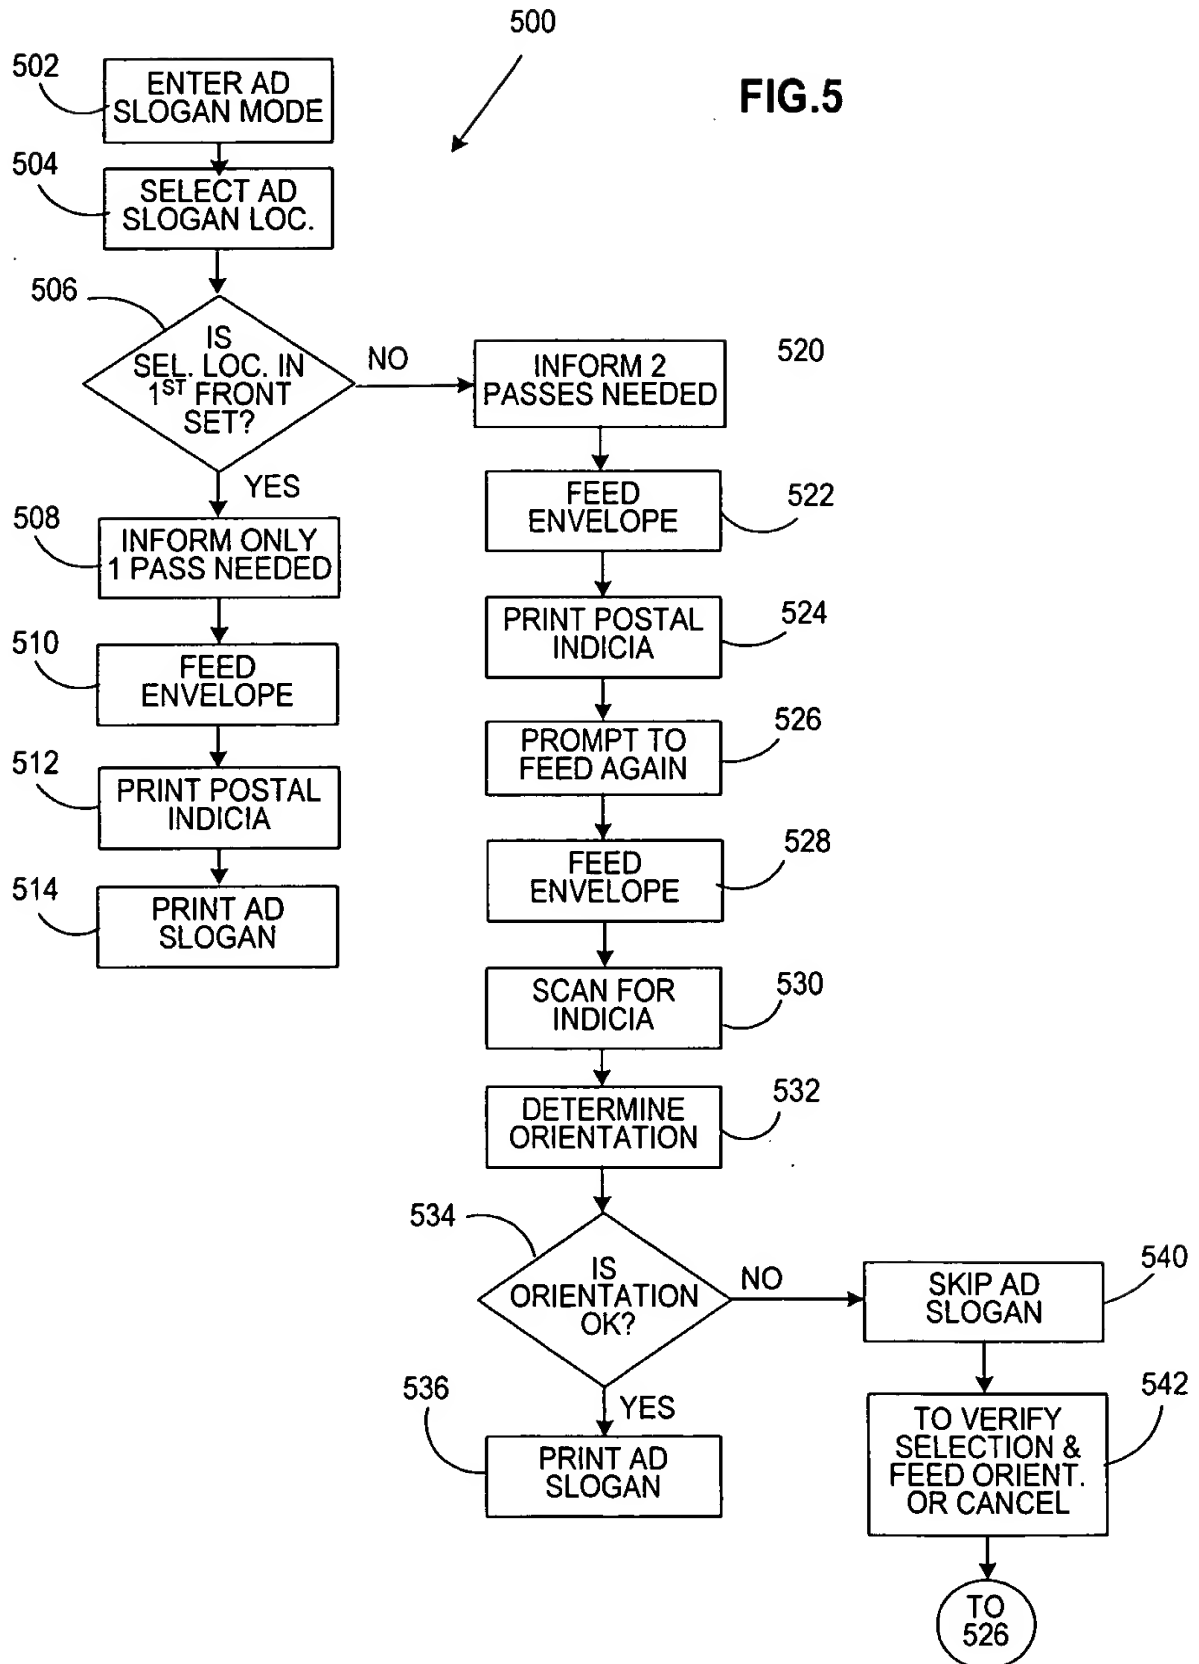 500
FIG.5
502
ENTER AD
SLOGAN MODE
504
SELECT AD
SLOGAN LOC.
506
IS
SEL. LOC. IN
1ST FRONT
SET?
NO
YES
508
INFORM ONLY
1 PASS NEEDED
510
FEED
ENVELOPE
512
PRINT POSTAL
INDICIA
514
PRINT AD
SLOGAN
520
INFORM 2
PASSES NEEDED
522
FEED
ENVELOPE
524
PRINT POSTAL
INDICIA
526
PROMPT TO
FEED AGAIN
528
FEED
ENVELOPE
530
SCAN FOR
INDICIA
532
DETERMINE
ORIENTATION
534
IS
ORIENTATION
OK?
NO
YES
536
PRINT AD
SLOGAN
540
SKIP AD
SLOGAN
542
TO VERIFY
SELECTION &
FEED ORIENT.
OR CANCEL
TO
526